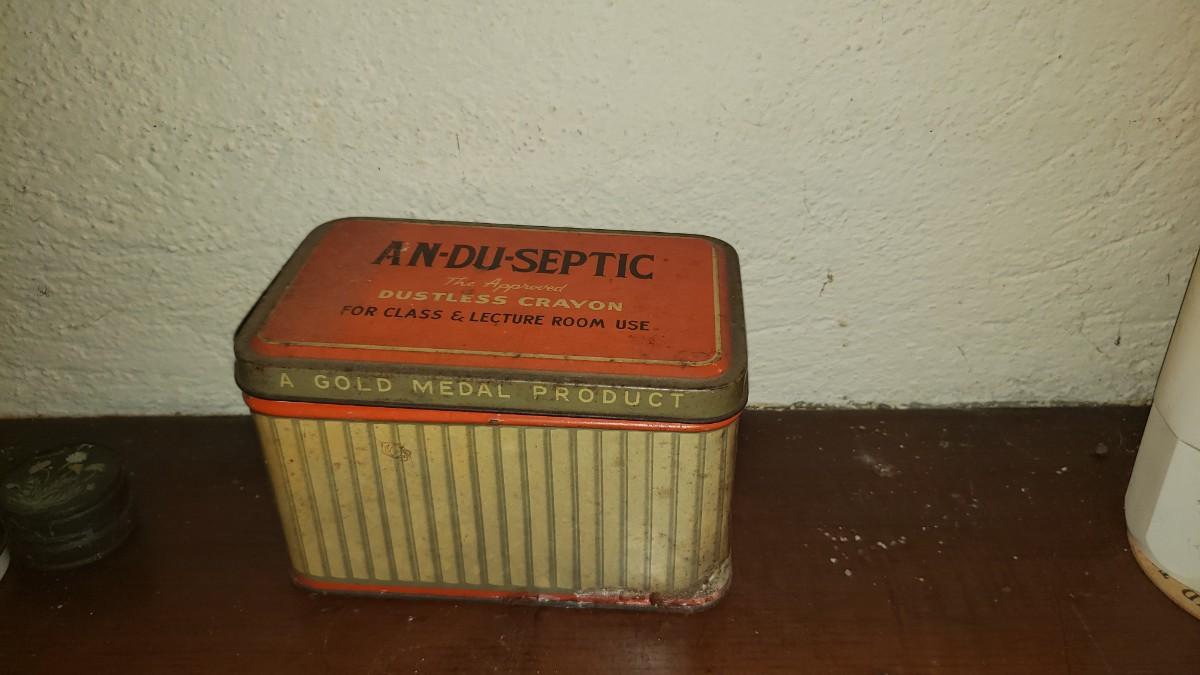 AN-DU-SEPTIC
The Approved
DUSTLESS CRAYON
FOR CLASS & LECTURE ROOM USE
A GOLD MEDAL PRODUCT